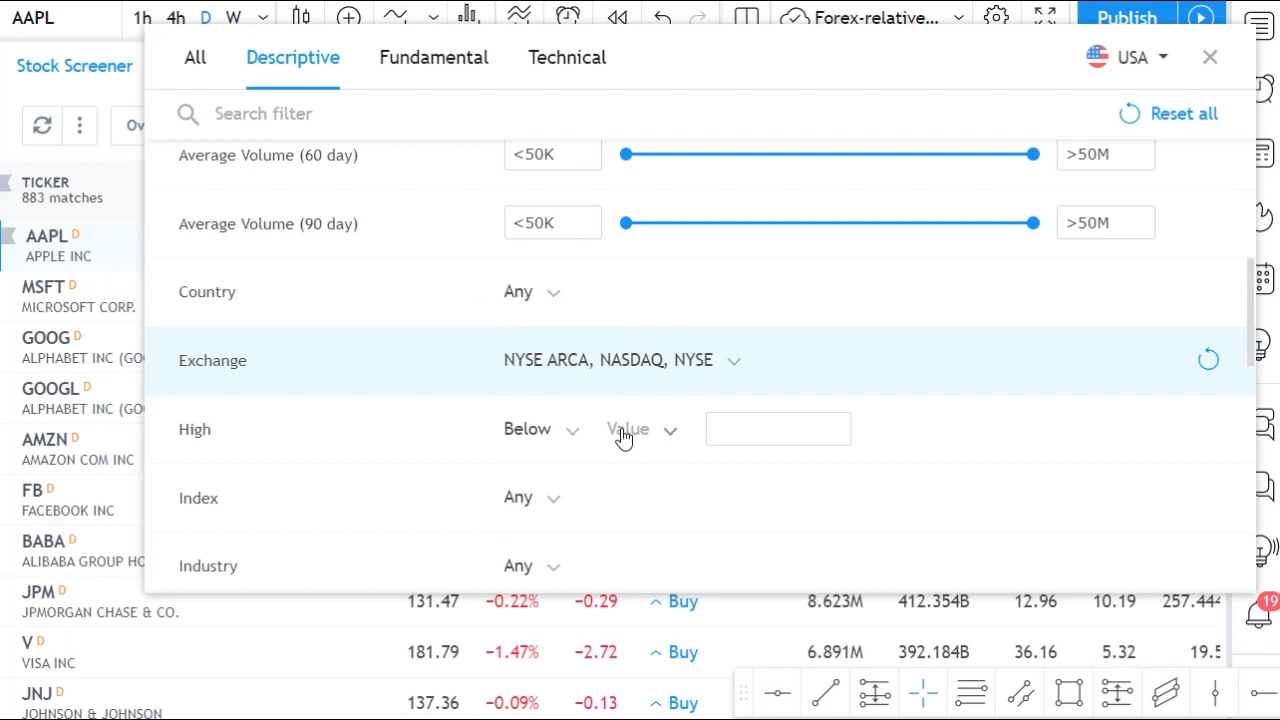 AAPL 1h 4h D W Forex-relative... Publish
Stock Screener
All Descriptive Fundamental Technical USA
Search filter Reset all
Ov
TICKER
883 matches
AAPL D
APPLE INC
MSFT D
MICROSOFT CORP.
GOOG D
ALPHABET INC (GO
GOOGL D
ALPHABET INC (GO
AMZN D
AMAZON COM INC
FB D
FACEBOOK INC
BABA D
ALIBABA GROUP HO
Average Volume (60 day) <50K >50M
Average Volume (90 day) <50K >50M
Country Any
Exchange NYSE ARCA, NASDAQ, NYSE
High Below Value
Index Any
Industry Any
JPM D
JPMORGAN CHASE & CO.
131.47 −0.22% −0.29 Buy 8.623M 412.354B 12.96 10.19 257.444
V D
VISA INC
181.79 −1.47% −2.72 Buy 6.891M 392.184B 36.16 5.32 19.5
JNJ D
JOHNSON & JOHNSON
137.36 −0.09% −0.13 Buy
19